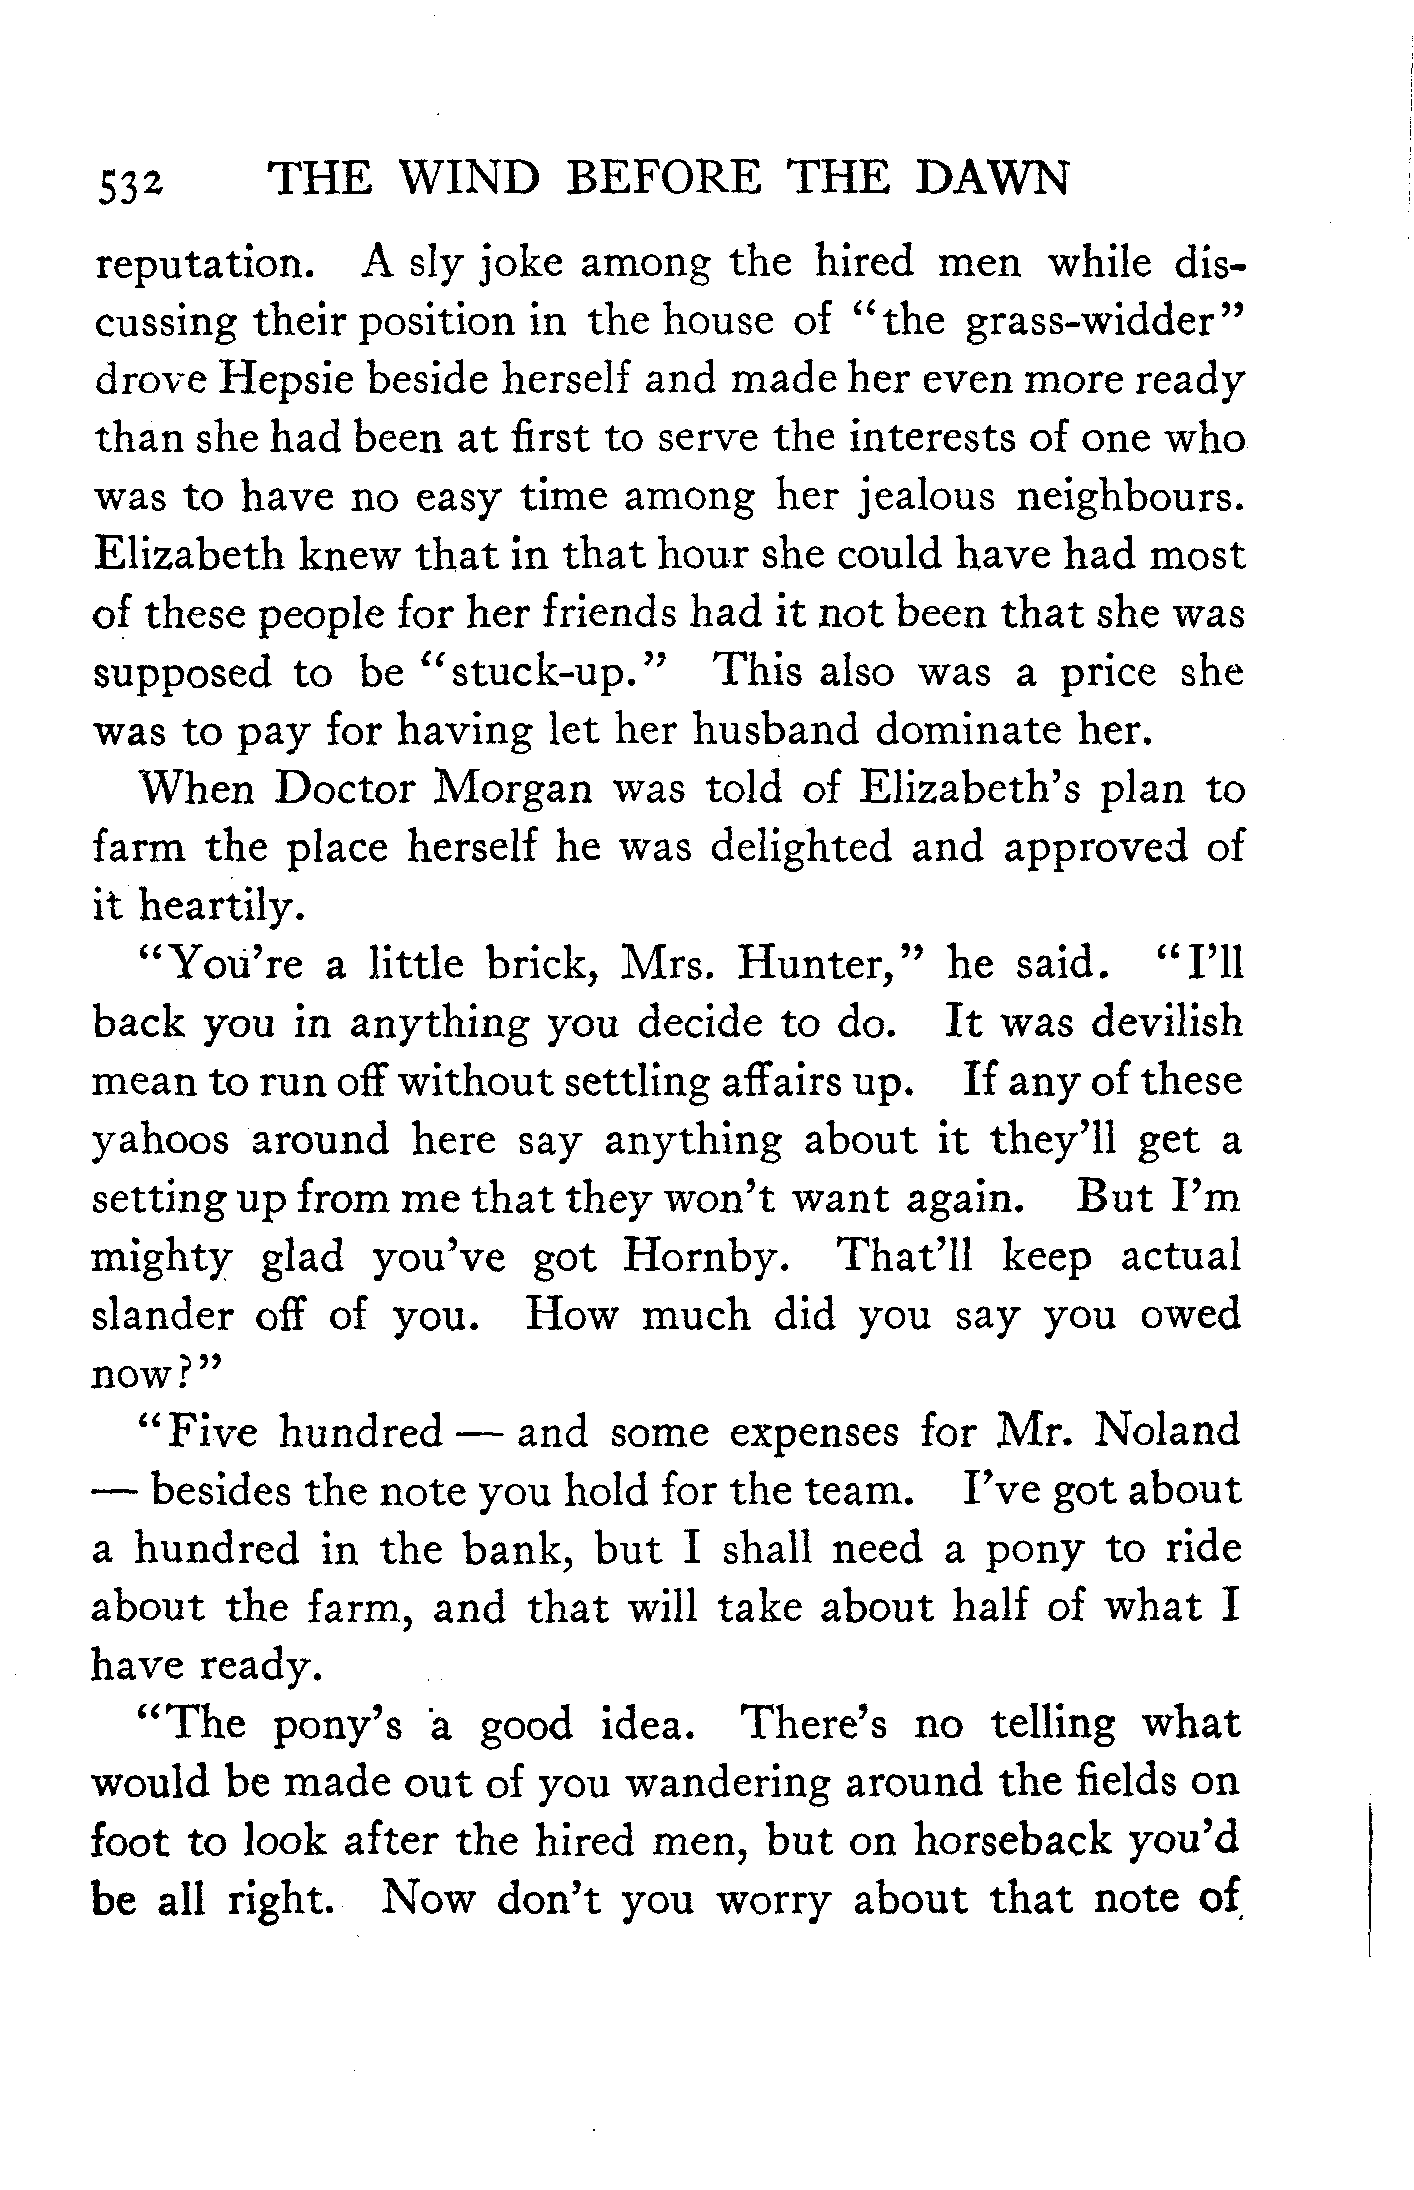 532 THE WIND BEFORE THE DAWN
reputation. A sly joke among the hired men while dis-
cussing their position in the house of "the grass-widder"
drove Hepsie beside herself and made her even more ready
than she had been at first to serve the interests of one who
was to have no easy time among her jealous neighbours.
Elizabeth knew that in that hour she could have had most
of these people for her friends had it not been that she was
supposed to be "stuck-up." This also was a price she
was to pay for having let her husband dominate her.
When Doctor Morgan was told of Elizabeth's plan to
farm the place herself he was delighted and approved of
it heartily.
"You're a little brick, Mrs. Hunter," he said. "I'll
back you in anything you decide to do. It was devilish
mean to run off without settling affairs up. If any of these
yahoos around here say anything about it they'll get a
setting up from me that they won't want again. But I'm
mighty glad you've got Hornby. That'll keep actual
slander off of you. How much did you say you owed
now?"
"Five hundred — and some expenses for Mr. Noland
— besides the note you hold for the team. I've got about
a hundred in the bank, but I shall need a pony to ride
about the farm, and that will take about half of what I
have ready.
"The pony's a good idea. There's no telling what
would be made out of you wandering around the fields on
foot to look after the hired men, but on horseback you'd
be all right. Now don't you worry about that note of